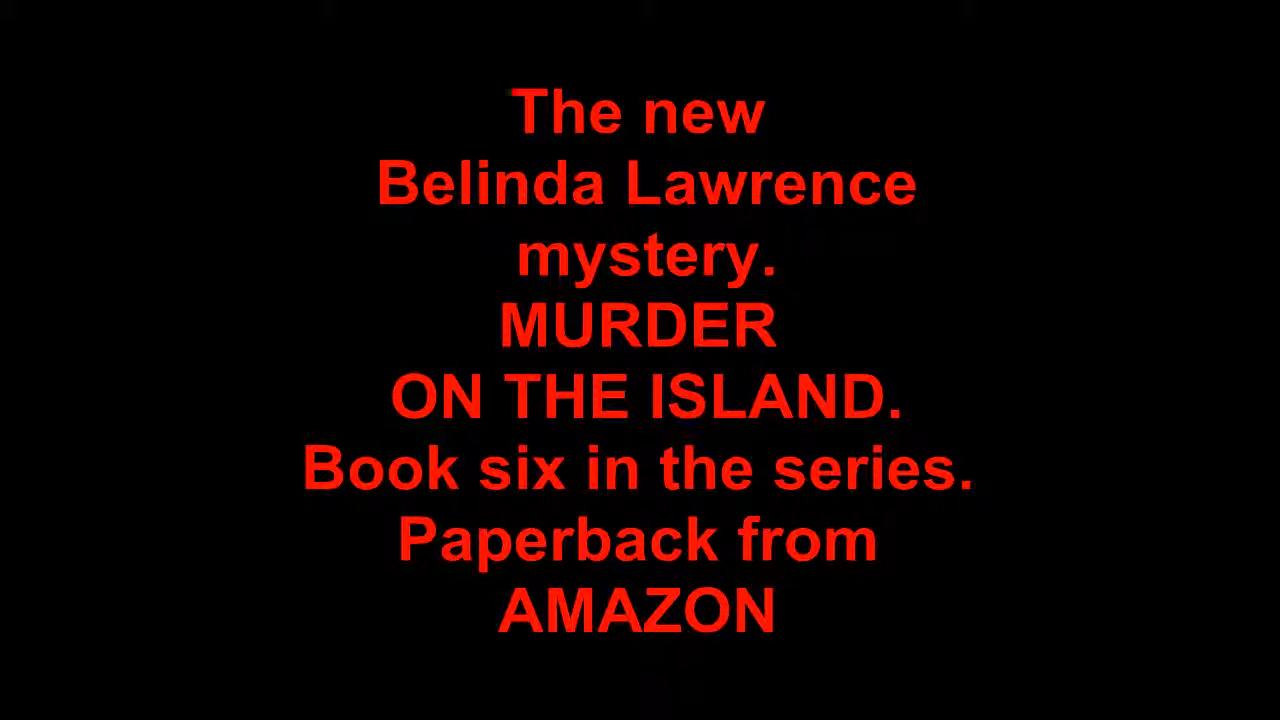 The new
Belinda Lawrence
mystery.
MURDER
ON THE ISLAND.
Book six in the series.
Paperback from
AMAZON